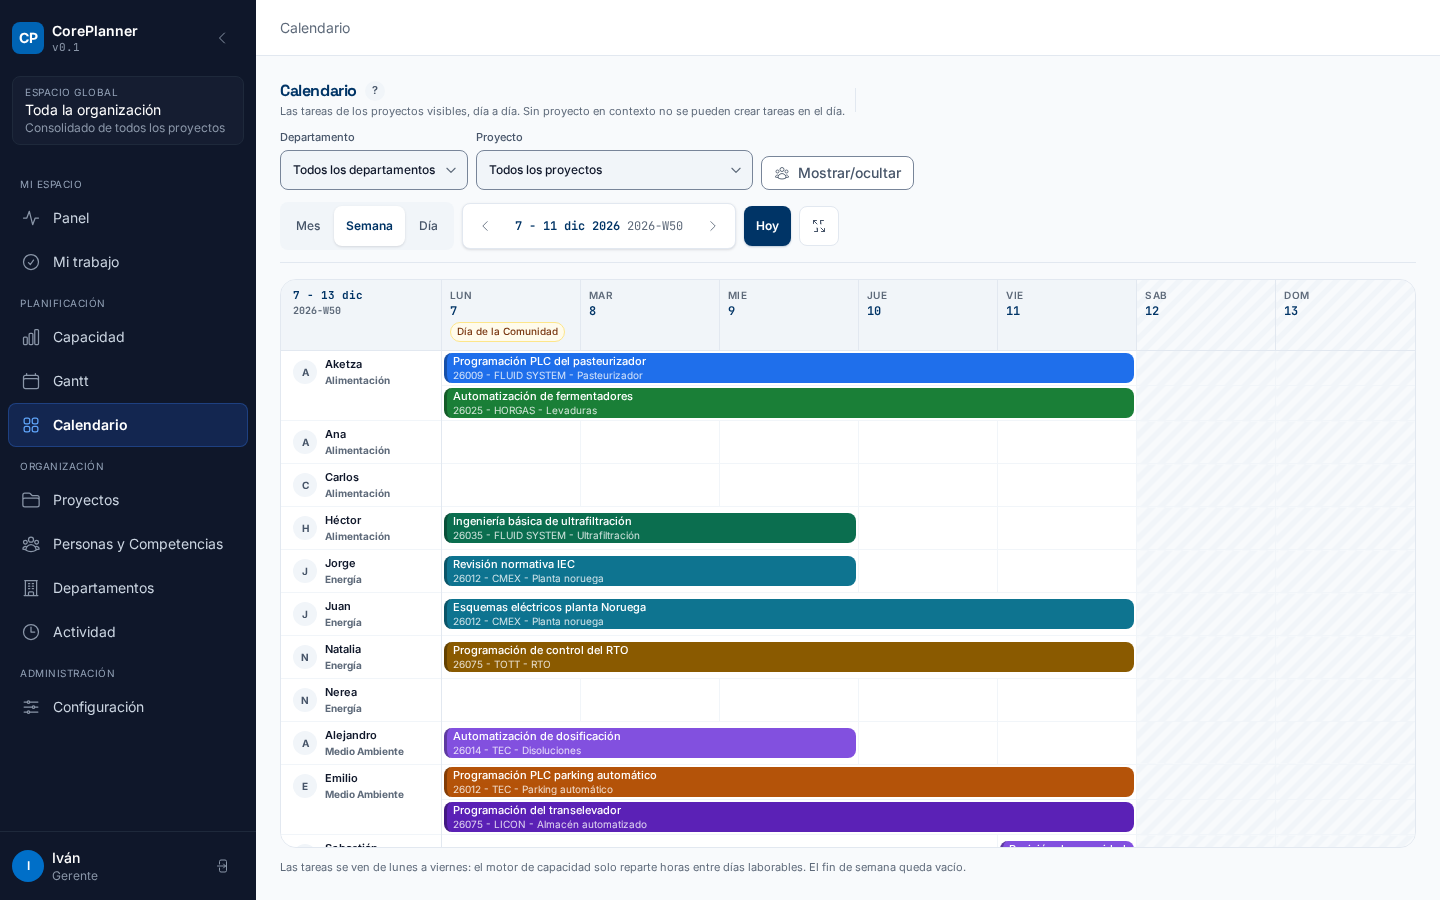 CP
CorePlanner
v0.1
ESPACIO GLOBAL
Toda la organización
Consolidado de todos los proyectos
MI ESPACIO
Panel
Mi trabajo
PLANIFICACIÓN
Capacidad
Gantt
Calendario
ORGANIZACIÓN
Proyectos
Personas y Competencias
Departamentos
Actividad
ADMINISTRACIÓN
Configuración
I
Iván
Gerente
Calendario
Calendario ?
Las tareas de los proyectos visibles, día a día. Sin proyecto en contexto no se pueden crear tareas en el día.
Departamento
Proyecto
Todos los departamentos
Todos los proyectos
Mostrar/ocultar
Mes Semana Día
7 - 11 dic 2026 2026-W50
Hoy
7 - 13 dic
2026-W50
LUN
7
Día de la Comunidad
MAR
8
MIE
9
JUE
10
VIE
11
SAB
12
DOM
13
A
Aketza
Alimentación
Programación PLC del pasteurizador
26009 - FLUID SYSTEM - Pasteurizador
Automatización de fermentadores
26025 - HORGAS - Levaduras
A
Ana
Alimentación
C
Carlos
Alimentación
H
Héctor
Alimentación
Ingeniería básica de ultrafiltración
26035 - FLUID SYSTEM - Ultrafiltración
J
Jorge
Energía
Revisión normativa IEC
26012 - CMEX - Planta noruega
J
Juan
Energía
Esquemas eléctricos planta Noruega
26012 - CMEX - Planta noruega
N
Natalia
Energía
Programación de control del RTO
26075 - TOTT - RTO
N
Nerea
Energía
A
Alejandro
Medio Ambiente
Automatización de dosificación
26014 - TEC - Disoluciones
E
Emilio
Medio Ambiente
Programación PLC parking automático
26012 - TEC - Parking automático
Programación del transelevador
26075 - LICON - Almacén automatizado
Sebastián
Las tareas se ven de lunes a viernes: el motor de capacidad solo reparte horas entre días laborables. El fin de semana queda vacío.